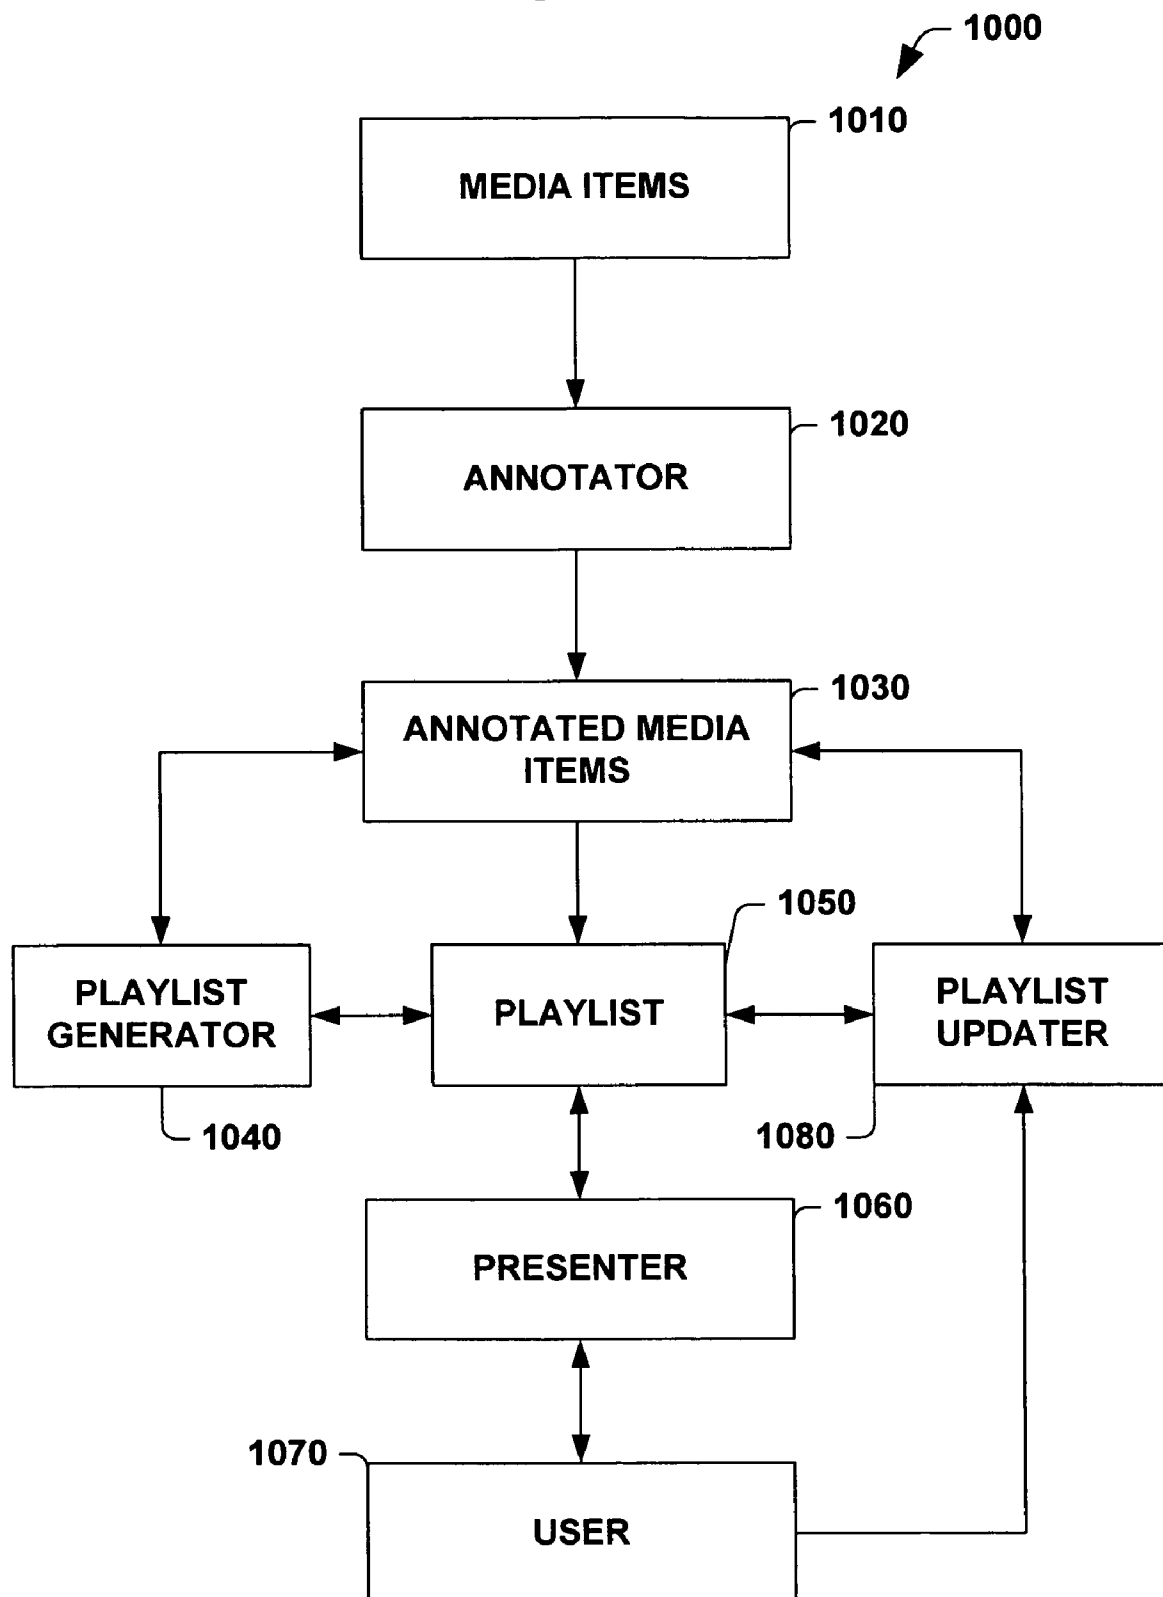 1000
1010
MEDIA ITEMS
1020
ANNOTATOR
1030
ANNOTATED MEDIA
ITEMS
1050
PLAYLIST
GENERATOR
PLAYLIST
PLAYLIST
UPDATER
1040
1080
1060
PRESENTER
1070
USER